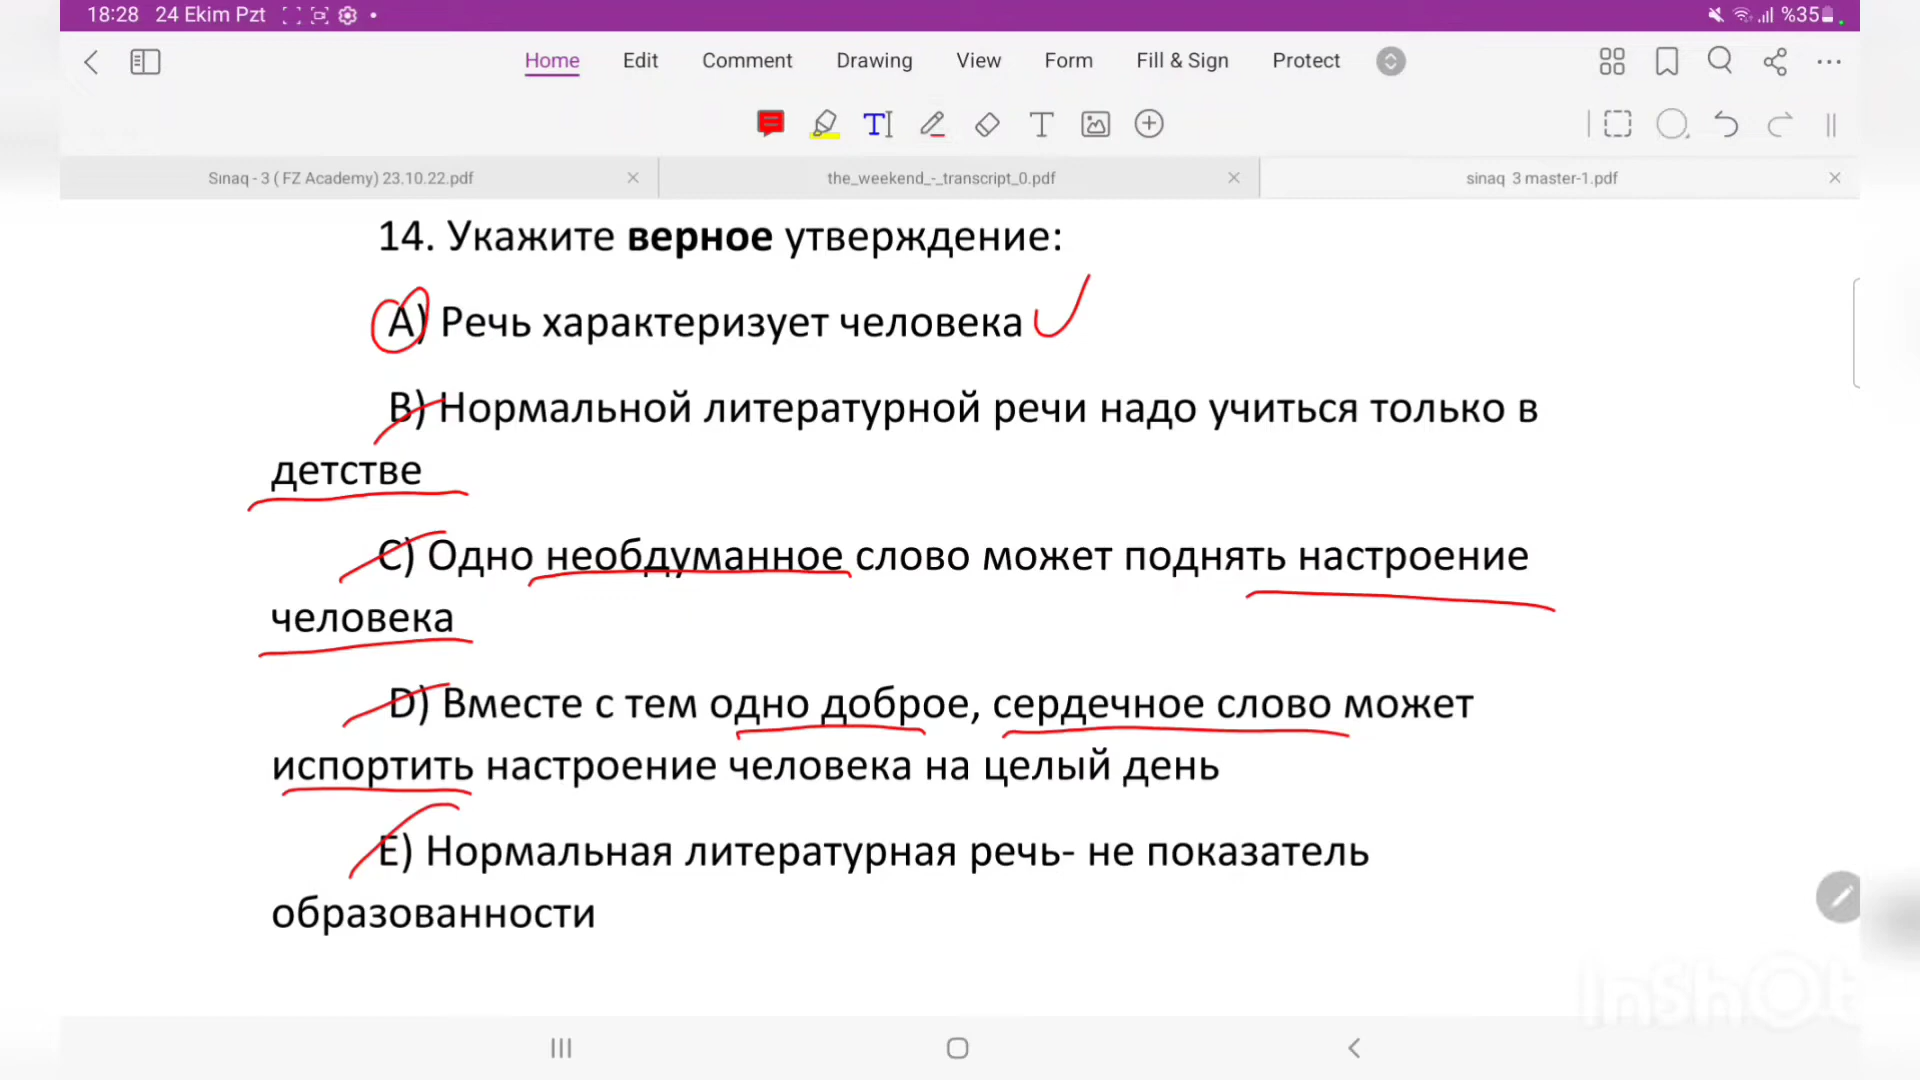 18:28 24 Ekim Pzt %35
Home Edit Comment Drawing View Form Fill & Sign Protect
Sınaq - 3 ( FZ Academy) 23.10.22.pdf the_weekend_-_transcript_0.pdf sinaq 3 master-1.pdf
14. Укажите верное утверждение:
A) Речь характеризует человека
B) Нормальной литературной речи надо учиться только в
детстве
C) Одно необдуманное слово может поднять настроение
человека
D) Вместе с тем одно доброе, сердечное слово может
испортить настроение человека на целый день
E) Нормальная литературная речь- не показатель
образованности
InShOt